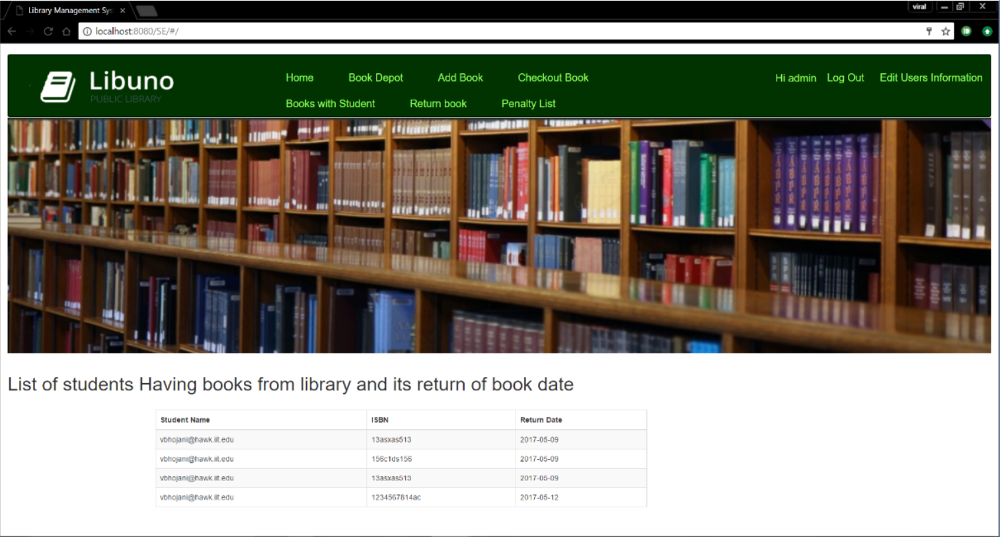 Library Management Sys
viral
localhost:8080/SE/#/
Libuno
PUBLIC LIBRARY
Home Book Depot Add Book Checkout Book
Hi admin Log Out Edit Users Information
Books with Student Return book Penalty List
List of students Having books from library and its return of book date
Student Name ISBN Return Date
vbhojani@hawk.iit.edu 13asxas513 2017-05-09
vbhojani@hawk.iit.edu 156c1ds156 2017-05-09
vbhojani@hawk.iit.edu 13asxas513 2017-05-09
vbhojani@hawk.iit.edu 1234567814ac 2017-05-12